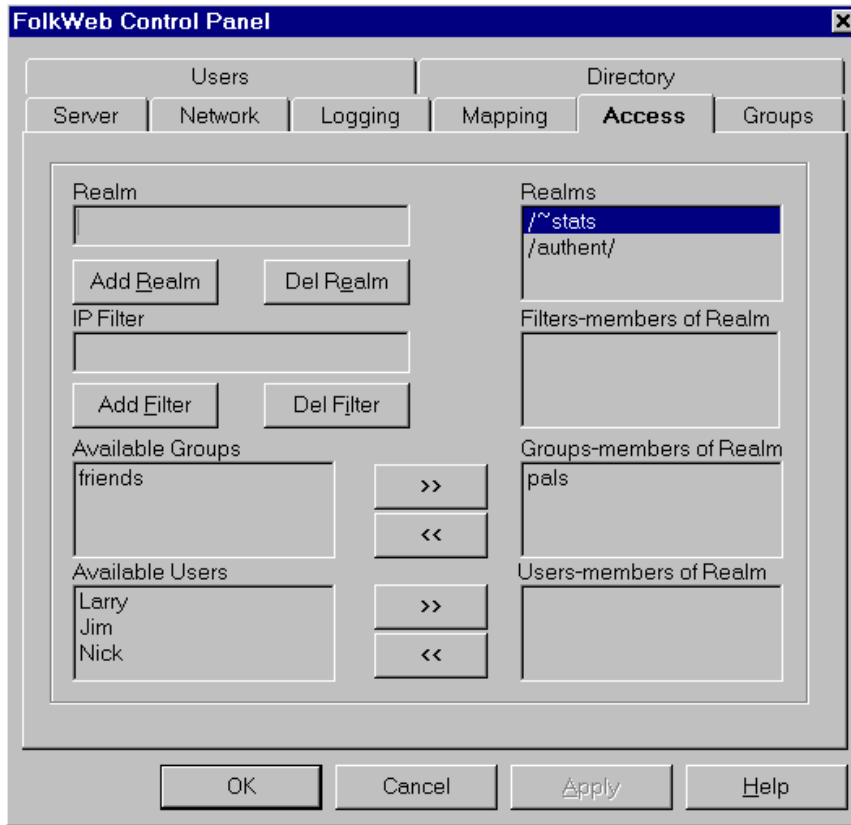 FolkWeb Control Panel
Users Directory
Server Network Logging Mapping Access Groups
Realm
Realms
/~stats
/authent/
Add Realm Del Realm
IP Filter
Filters-members of Realm
Add Filter Del Filter
Available Groups
friends
>>
<<
Groups-members of Realm
pals
Available Users
Larry
Jim
Nick
>>
<<
Users-members of Realm
OK Cancel Apply Help